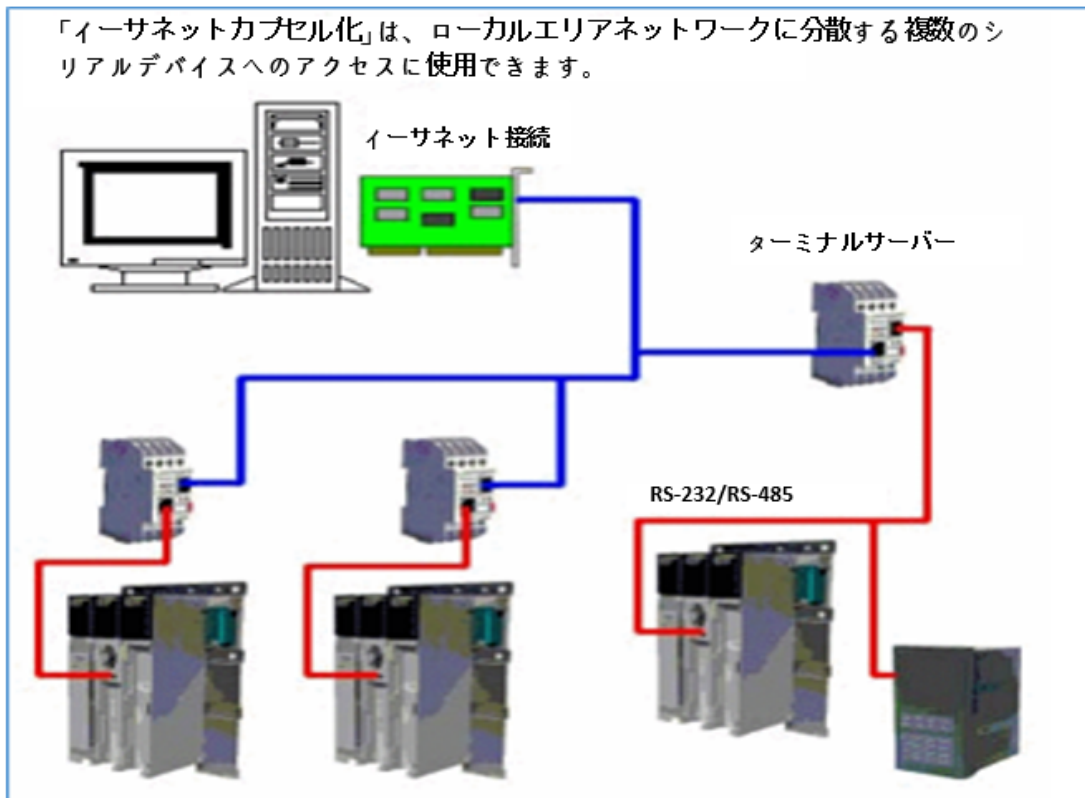 「イーサネットカプセル化」は、ローカルエリアネットワークに分散する複数のシ
リアルデバイスへのアクセスに使用できます。
イーサネット接続
ターミナルサーバー
RS-232/RS-485